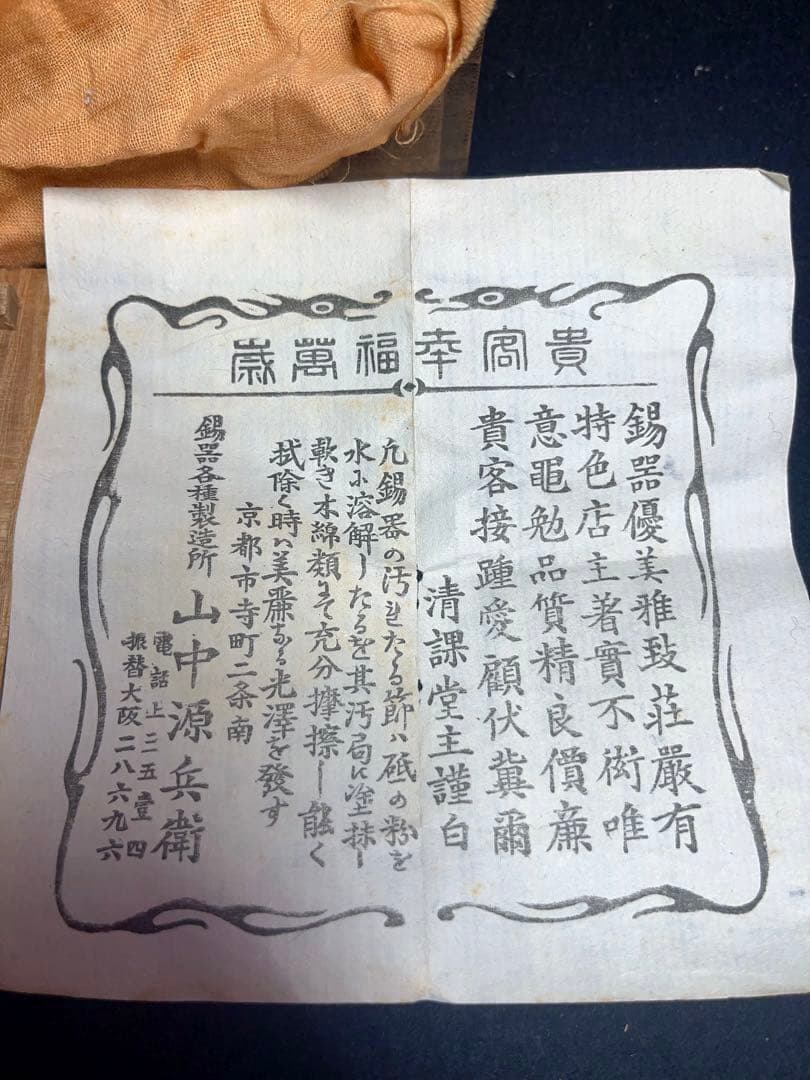 貴客幸福萬歳
錫器優美雅致荘嚴有
特色店主著實不衒唯
意黽勉品質精良價廉
貴客接踵愛顧伏冀爾
清課堂主謹白
凢錫器の汚れたる節ハ砥の粉を
水に溶解したるを其汚局に塗抹し
軟き木綿類にて充分摩擦し能く
拭除く時ハ美麗なる光澤を發す
京都市寺町二条南
錫器各種製造所 山中源兵衛
電話上二五壹四
振替大阪二八六九六